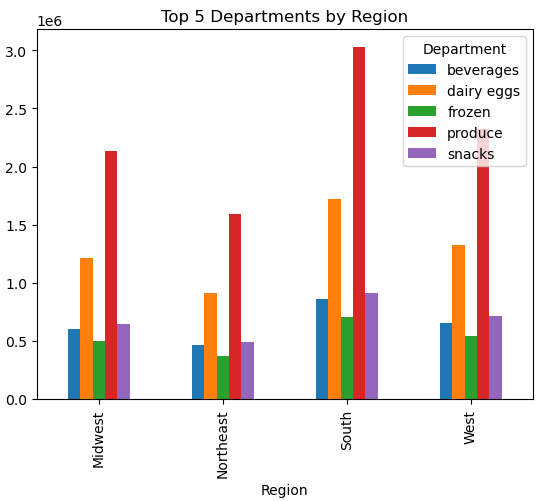 Top 5 Departments by Region
1e6
3.0
2.5
2.0
1.5
1.0
0.5
0.0
Department
beverages
dairy eggs
frozen
produce
snacks
Midwest
Northeast
South
West
Region